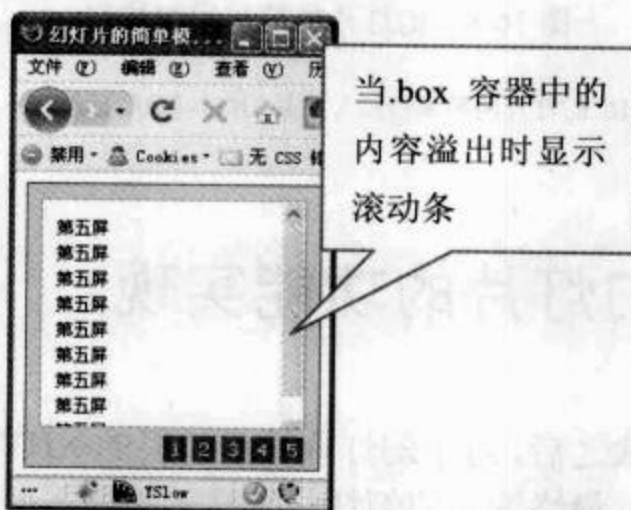 幻灯片的简单模...
文件 (F) 编辑 (E) 查看 (V) 历
禁用 Cookies 无 CSS
第五屏
第五屏
第五屏
第五屏
第五屏
第五屏
第五屏
第五屏
1 2 3 4 5
... YSlow
当.box 容器中的
内容溢出时显示
滚动条